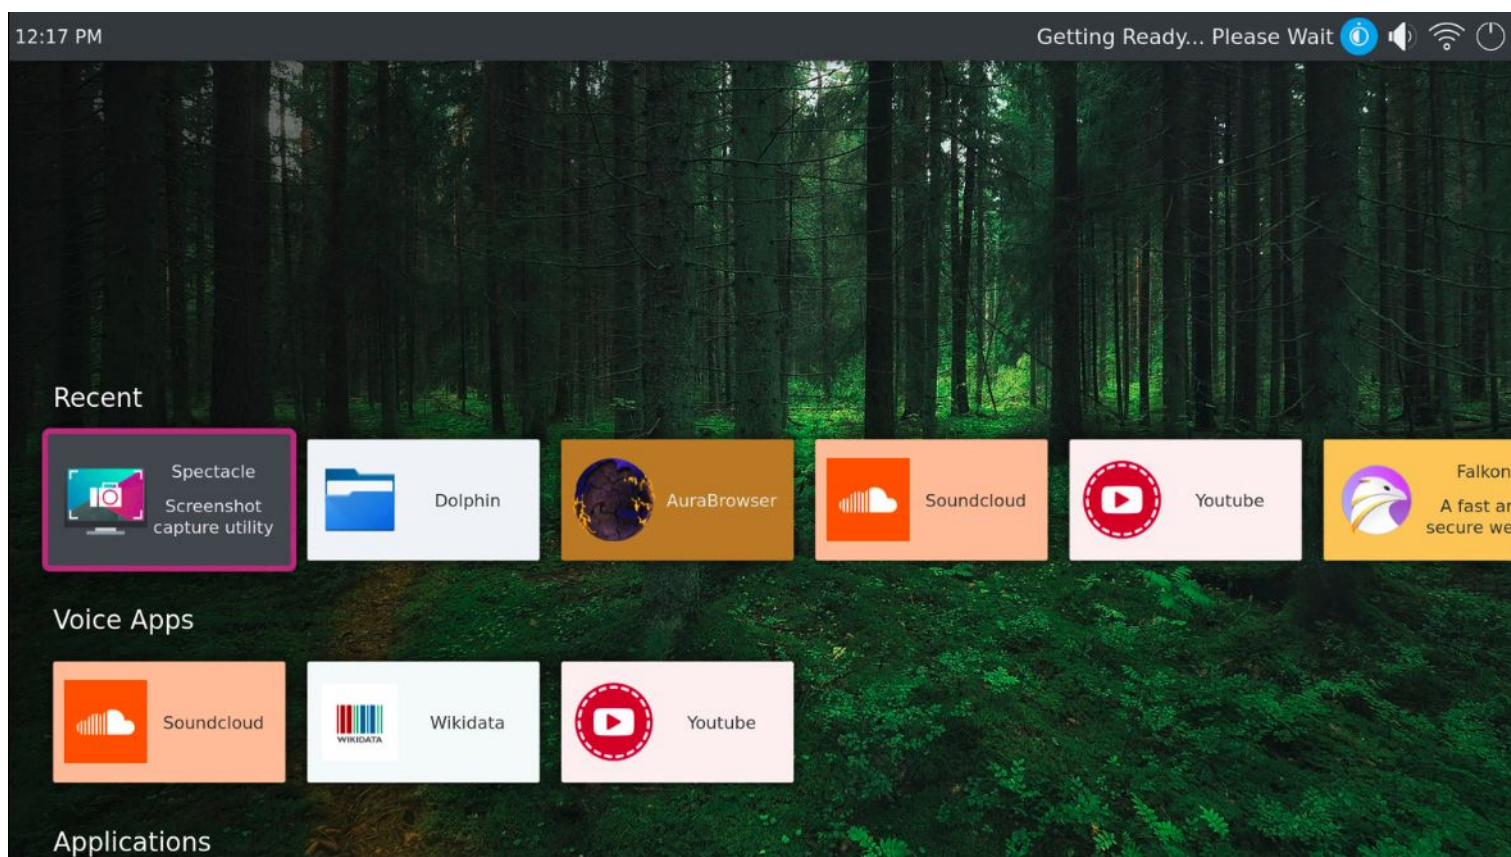 12:17 PM
Getting Ready... Please Wait
Recent
Spectacle
Screenshot
capture utility
Dolphin
AuraBrowser
Soundcloud
Youtube
Falkon
A fast an
secure we
Voice Apps
Soundcloud
WIKIDATA
Wikidata
Youtube
Applications